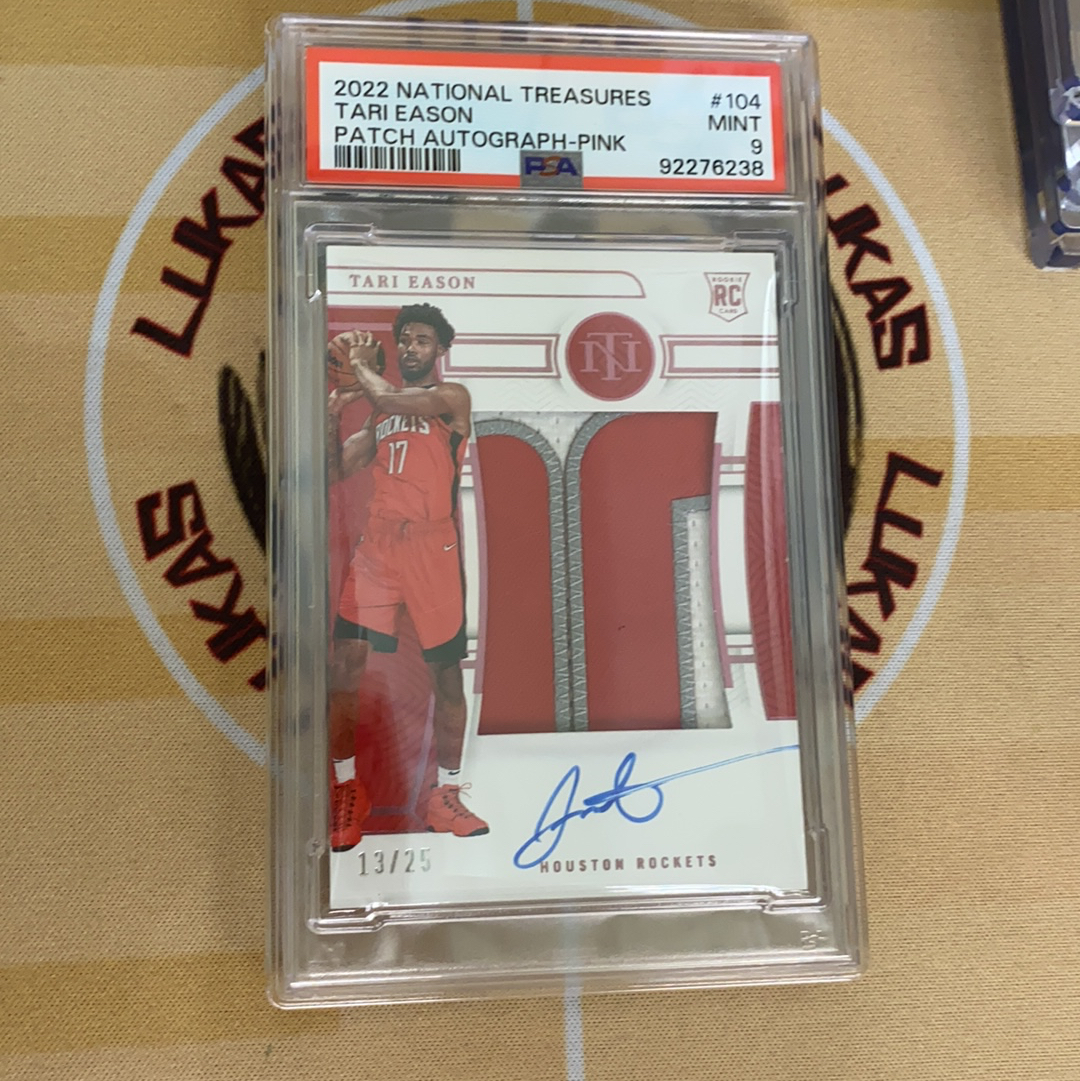 2022 NATIONAL TREASURES #104
TARI EASON MINT
PATCH AUTOGRAPH-PINK 9
PSA 92276238
TARI EASON
ROOKIE
RC
CARD
NT
ROCKETS
17
13/25
HOUSTON ROCKETS
LUKAS
LUKAS
LUKAS